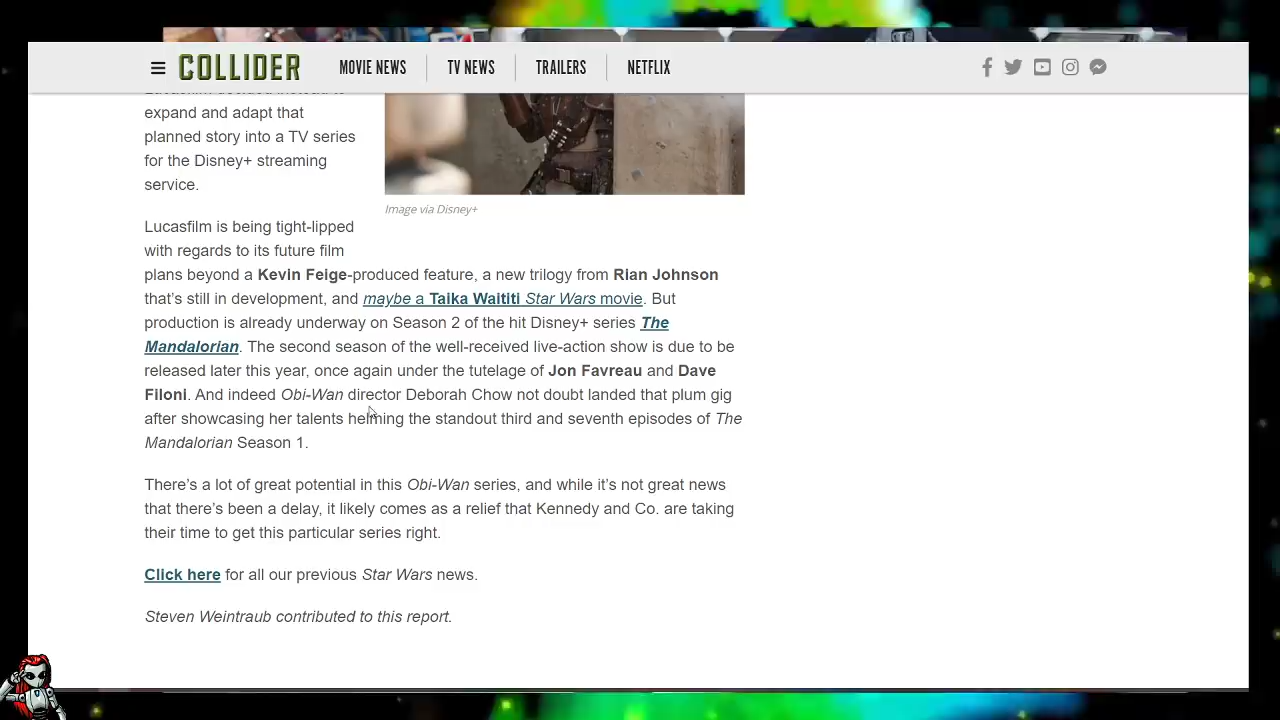 COLLIDER
MOVIE NEWS
TV NEWS
TRAILERS
NETFLIX
expand and adapt that
planned story into a TV series
for the Disney+ streaming
service.
Image via Disney+
Lucasfilm is being tight-lipped
with regards to its future film
plans beyond a Kevin Feige-produced feature, a new trilogy from Rian Johnson
that's still in development, and maybe a Taika Waititi Star Wars movie. But
production is already underway on Season 2 of the hit Disney+ series The
Mandalorian. The second season of the well-received live-action show is due to be
released later this year, once again under the tutelage of Jon Favreau and Dave
Filoni. And indeed Obi-Wan director Deborah Chow not doubt landed that plum gig
after showcasing her talents helming the standout third and seventh episodes of The
Mandalorian Season 1.
There's a lot of great potential in this Obi-Wan series, and while it's not great news
that there's been a delay, it likely comes as a relief that Kennedy and Co. are taking
their time to get this particular series right.
Click here for all our previous Star Wars news.
Steven Weintraub contributed to this report.